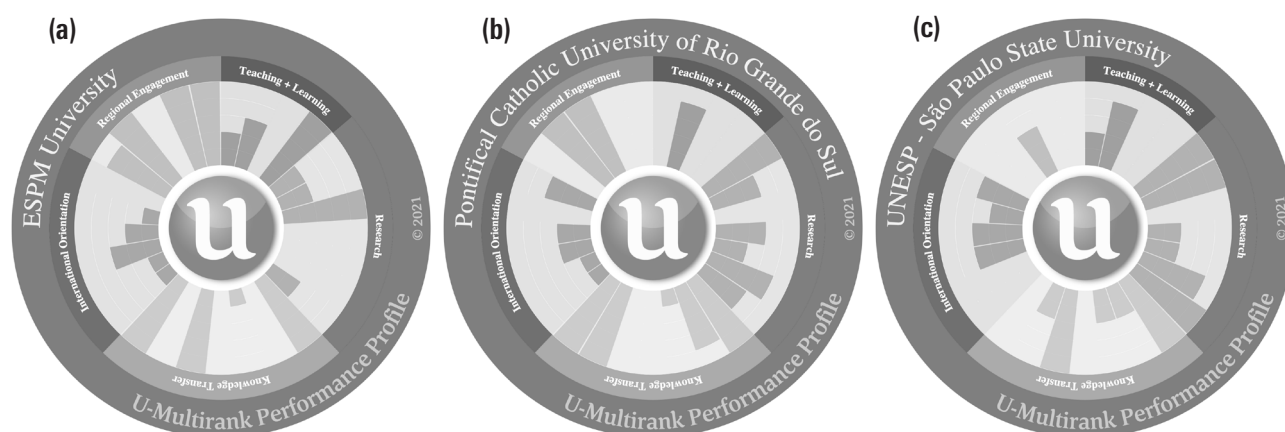 (a)
ESPM University
Regional Engagement
Teaching + Learning
Research
Knowledge Transfer
International Orientation
u
© 2021
U-Multirank Performance Profile
(b)
Pontifical Catholic University of Rio Grande do Sul
Regional Engagement
Teaching + Learning
Research
Knowledge Transfer
International Orientation
u
© 2021
U-Multirank Performance Profile
(c)
UNESP - São Paulo State University
Regional Engagement
Teaching + Learning
Research
Knowledge Transfer
International Orientation
u
© 2021
U-Multirank Performance Profile